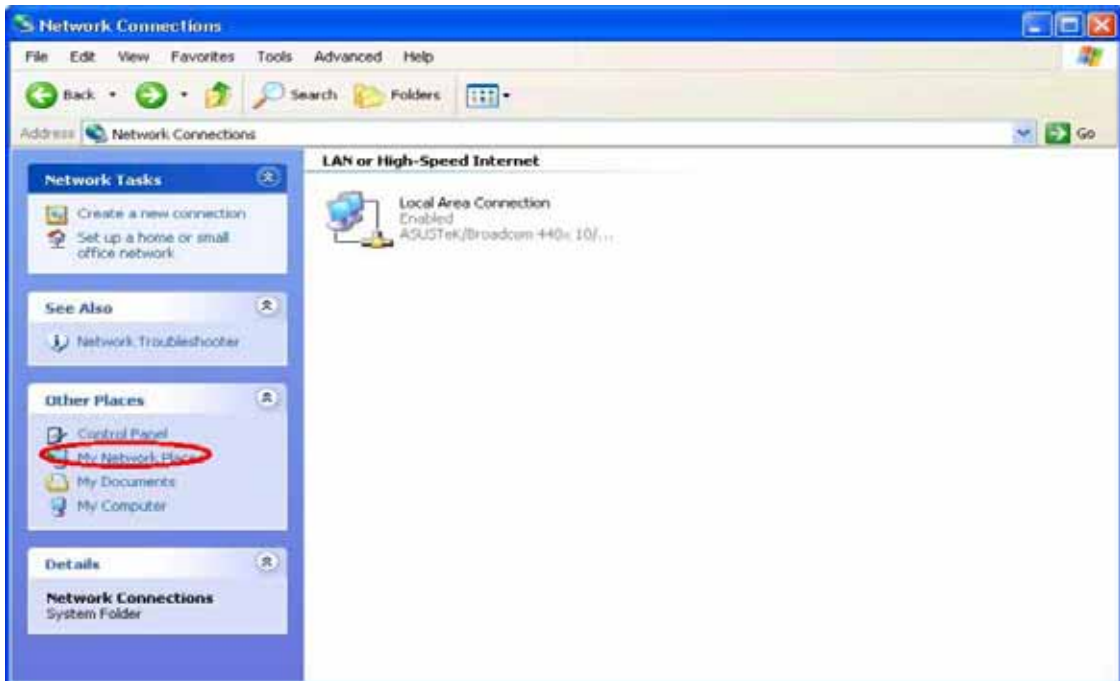 Network Connections
File Edit View Favorites Tools Advanced Help
Back Search Folders
Address Network Connections Go
Network Tasks
Create a new connection
Set up a home or small
office network
See Also
Network Troubleshooter
Other Places
Control Panel
My Network Places
My Documents
My Computer
Details
Network Connections
System Folder
LAN or High-Speed Internet
Local Area Connection
Enabled
ASUSTeK/Broadcom 440x 10/...